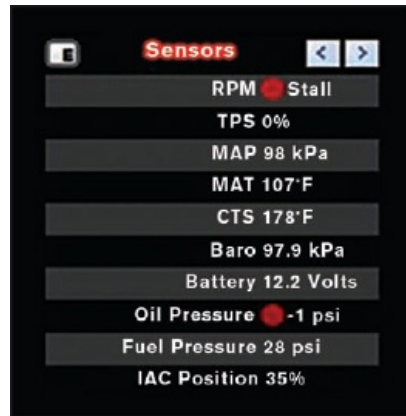 E Sensors < >
RPM Stall
TPS 0%
MAP 98 kPa
MAT 107°F
CTS 178°F
Baro 97.9 kPa
Battery 12.2 Volts
Oil Pressure -1 psi
Fuel Pressure 28 psi
IAC Position 35%